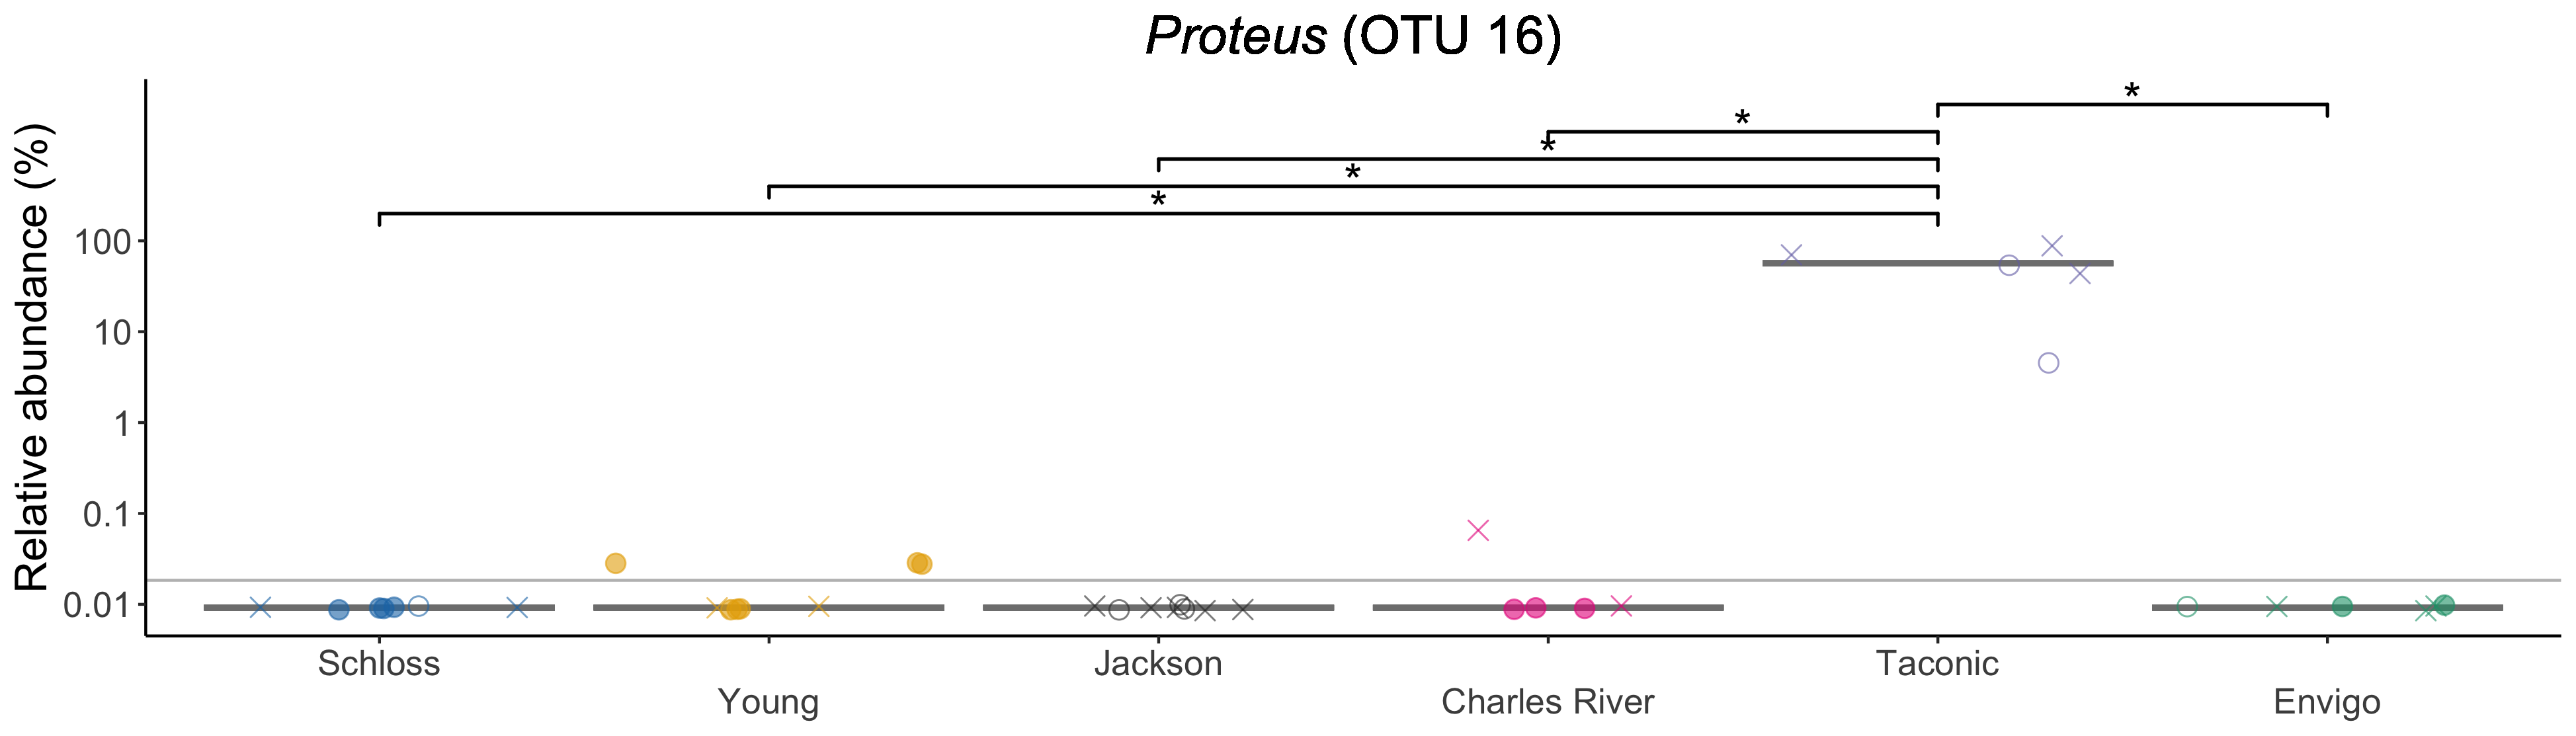 Proteus (OTU 16)
Relative abundance (%)
*
*
*
*
*
100
10
1
0.1
0.01
Schloss
Young
Jackson
Charles River
Taconic
Envigo